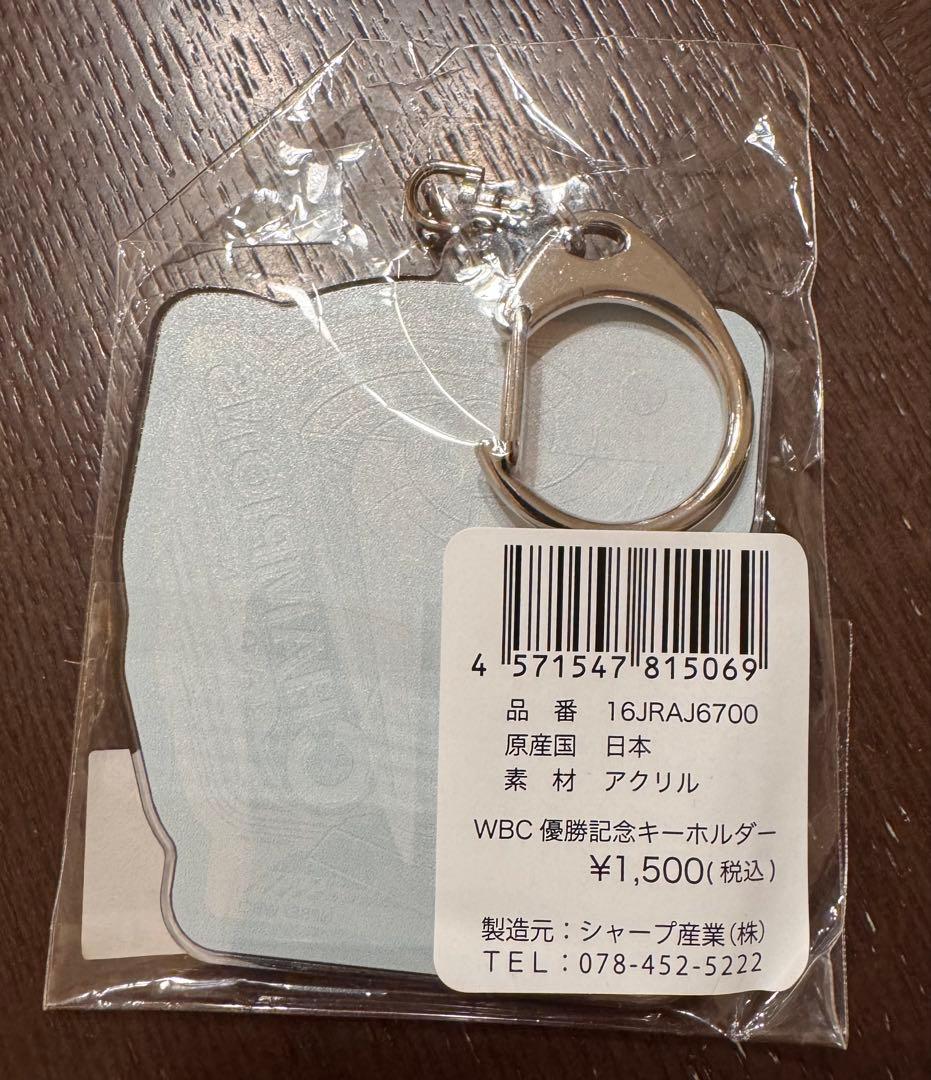 4 571547 815069
品 番 16JRAJ6700
原産国 日本
素 材 アクリル
WBC 優勝記念キーホルダー
¥1,500(税込)
製造元:シャープ産業(株)
TEL:078-452-5222